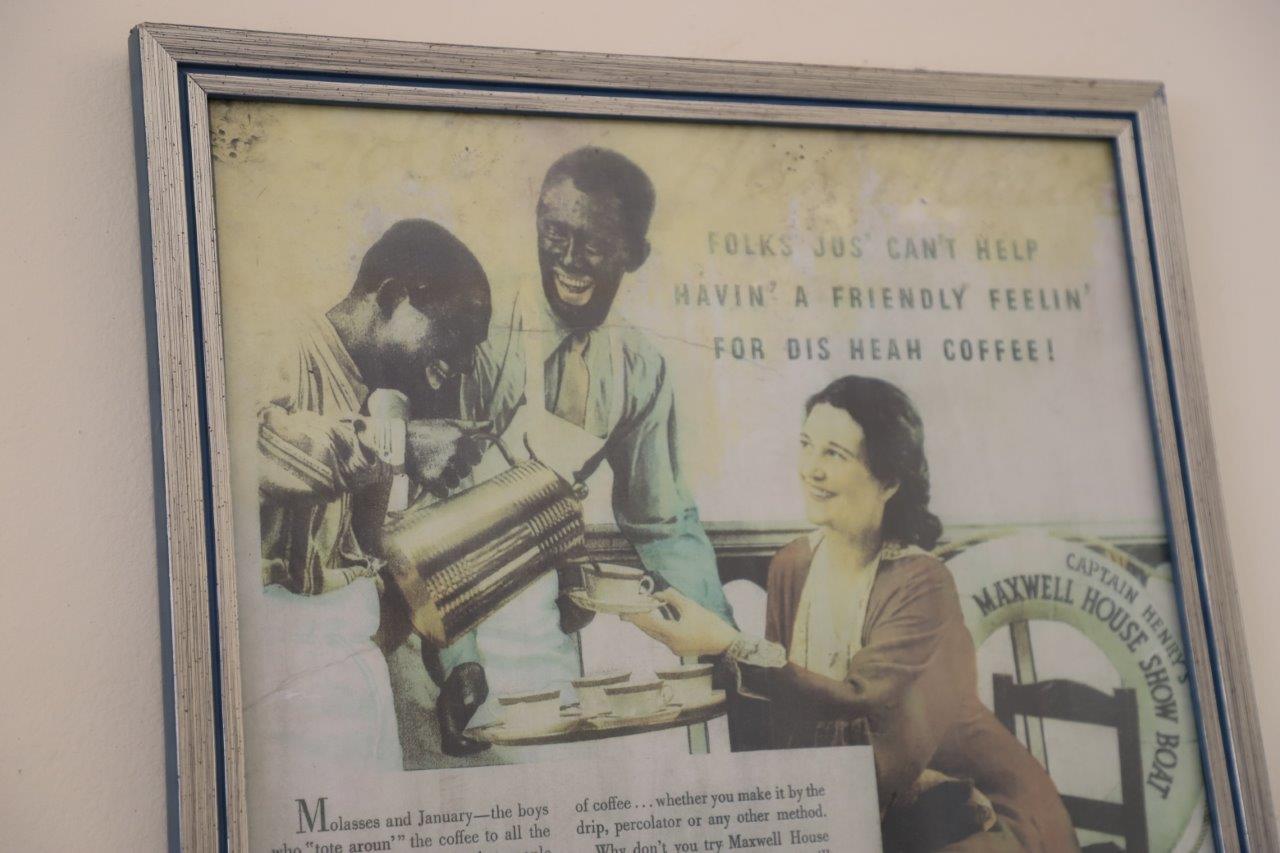 FOLKS JUS' CAN'T HELP
HAVIN' A FRIENDLY FEELIN'
FOR DIS HEAH COFFEE!
CAPTAIN HENRY'S
MAXWELL HOUSE SHOW BOAT
Molasses and January—the boys
who "tote aroun'" the coffee to all the
of coffee...whether you make it by the
drip, percolator or any other method.
Why don't you try Maxwell House